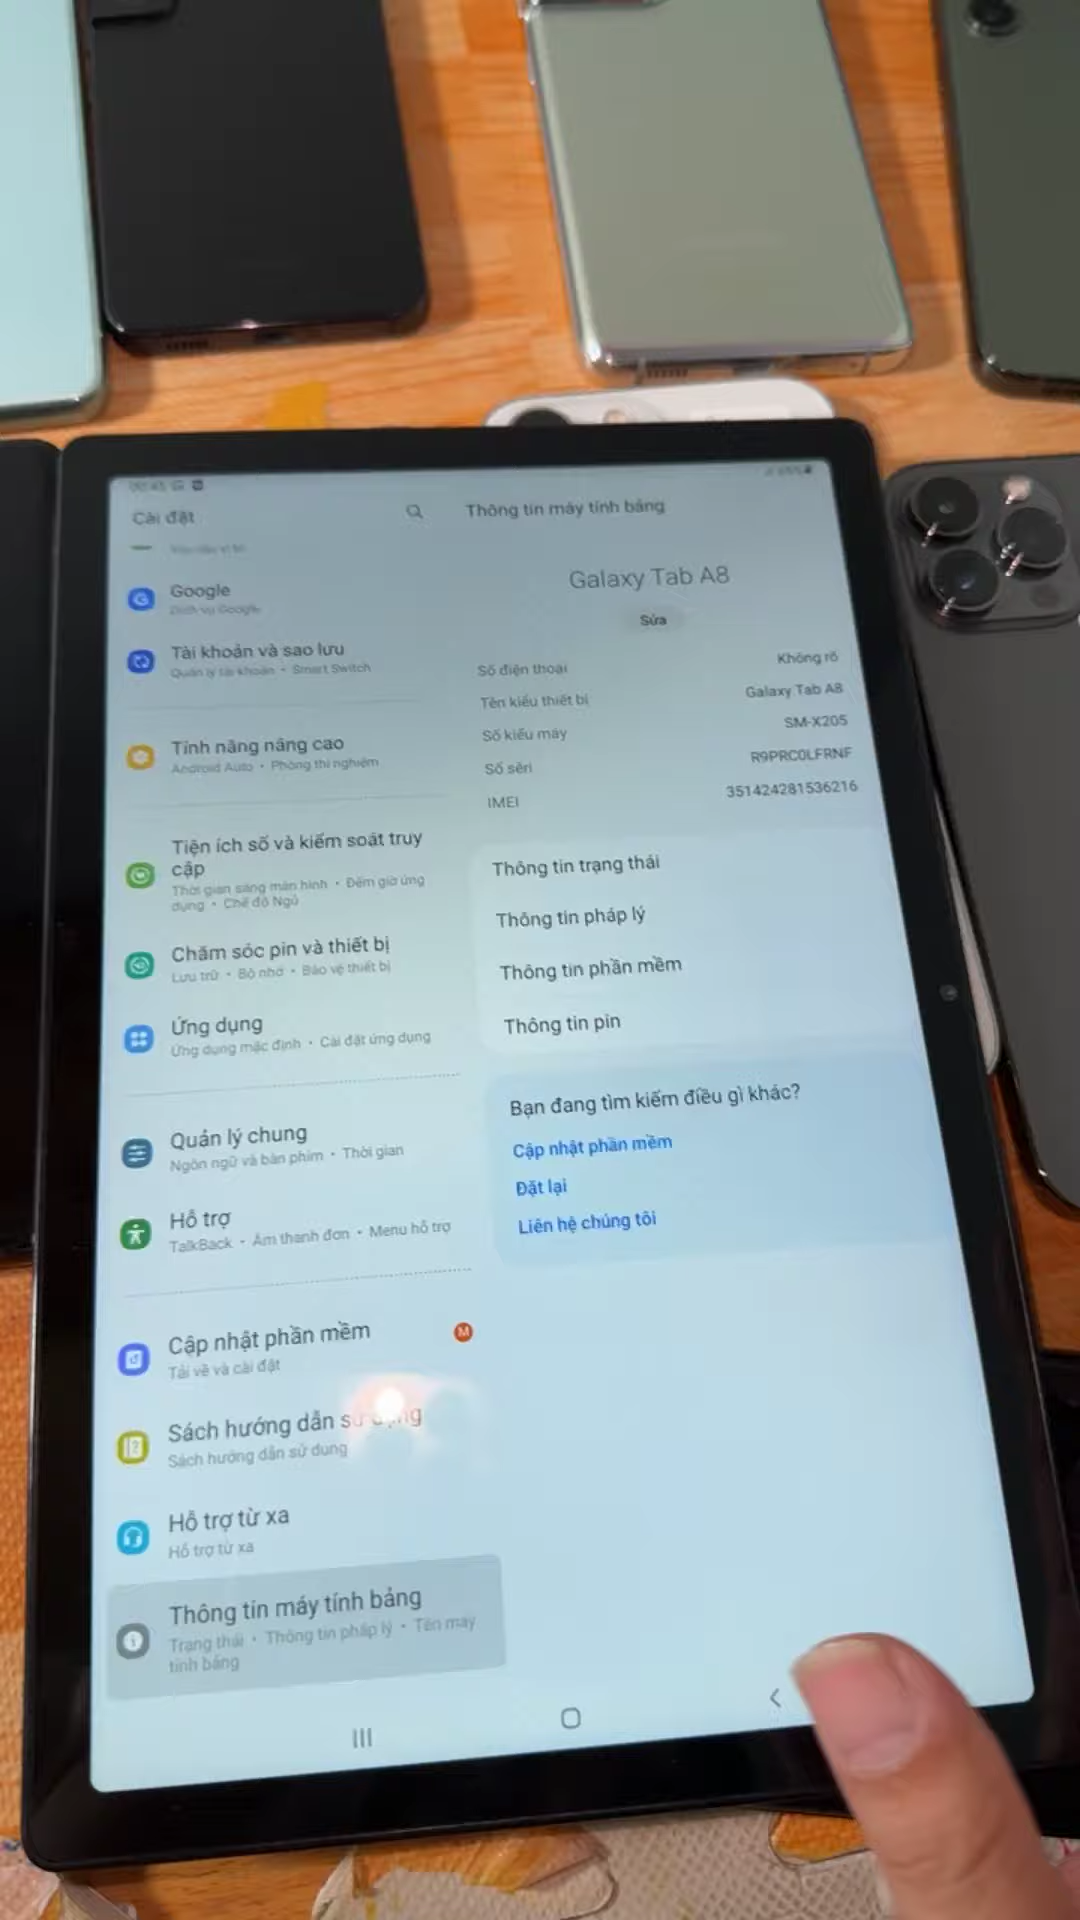 Cài đặt
Google
Dịch vụ Google
Tài khoản và sao lưu
Quản lý tài khoản • Smart Switch
Tính năng nâng cao
Android Auto • Phòng thí nghiệm
Tiện ích số và kiểm soát truy
cập
Thời gian sáng màn hình • Đếm giờ ứng
dụng • Chế độ Ngủ
Chăm sóc pin và thiết bị
Lưu trữ • Bộ nhớ • Bảo vệ thiết bị
Ứng dụng
Ứng dụng mặc định • Cài đặt ứng dụng
Quản lý chung
Ngôn ngữ và bàn phím • Thời gian
Hỗ trợ
TalkBack • Âm thanh đơn • Menu hỗ trợ
Cập nhật phần mềm
M
Tải về và cài đặt
Sách hướng dẫn sử dụng
Sách hướng dẫn sử dụng
Hỗ trợ từ xa
Hỗ trợ từ xa
Thông tin máy tính bảng
Trạng thái • Thông tin pháp lý • Tên máy
tính bảng
Thông tin máy tính bảng
Galaxy Tab A8
Sửa
Số điện thoại Không rõ
Tên kiểu thiết bị Galaxy Tab A8
Số kiểu máy SM-X205
Số sêri R9PRC0LFRNF
IMEI 351424281536216
Thông tin trạng thái
Thông tin pháp lý
Thông tin phần mềm
Thông tin pin
Bạn đang tìm kiếm điều gì khác?
Cập nhật phần mềm
Đặt lại
Liên hệ chúng tôi